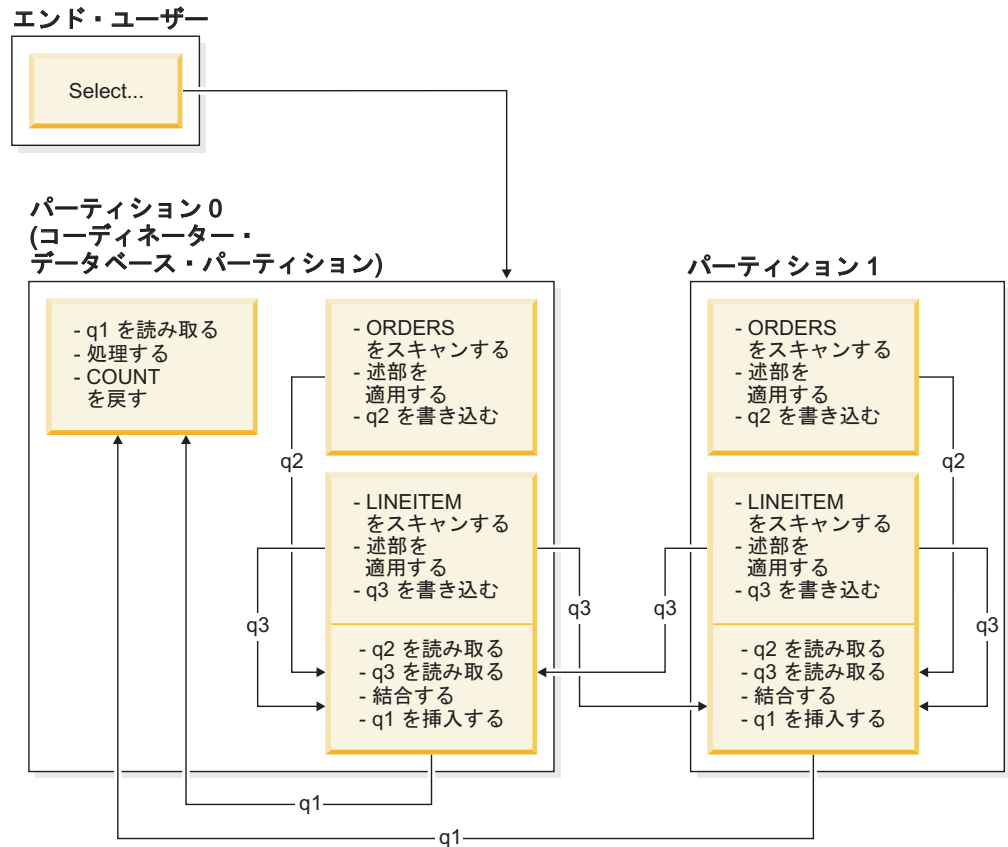 エンド・ユーザー
Select...
パーティション 0
(コーディネーター・
データベース・パーティション)
- q1 を読み取る
- 処理する
- COUNT
を戻す
- ORDERS
をスキャンする
- 述部を
適用する
- q2 を書き込む
q2
- LINEITEM
をスキャンする
- 述部を
適用する
- q3 を書き込む
q3
q3
- q2 を読み取る
- q3 を読み取る
- 結合する
- q1 を挿入する
パーティション 1
- ORDERS
をスキャンする
- 述部を
適用する
- q2 を書き込む
q2
- LINEITEM
をスキャンする
- 述部を
適用する
- q3 を書き込む
q3
q3
- q2 を読み取る
- q3 を読み取る
- 結合する
- q1 を挿入する
q1
q1